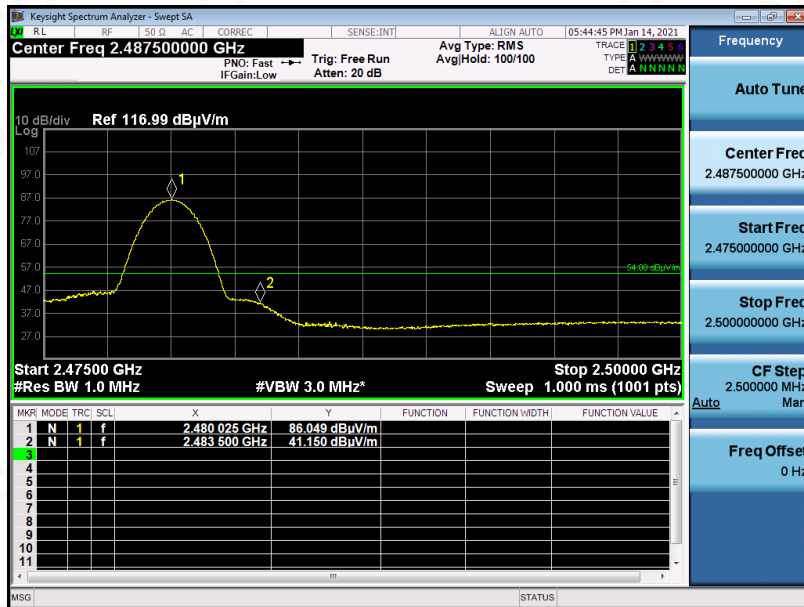 Keysight Spectrum Analyzer - Swept SA
LXI RL RF 50 Ω AC CORREC SENSE:INT ALIGN AUTO 05:44:45 PM Jan 14, 2021
Center Freq 2.487500000 GHz
PNO: Fast
IFGain:Low
Trig: Free Run
Atten: 20 dB
Avg Type: RMS
Avg|Hold: 100/100
TRACE 1 2 3 4 5 6
TYPE A WWWWW
DET A N N N N N
10 dB/div Ref 116.99 dBµV/m
Log
107
97.0
87.0
77.0
67.0
57.0
47.0
37.0
27.0
1
2
54.00 dBµV/m
Start 2.47500 GHz Stop 2.50000 GHz
#Res BW 1.0 MHz #VBW 3.0 MHz* Sweep 1.000 ms (1001 pts)
MKR MODE TRC SCL X Y FUNCTION FUNCTION WIDTH FUNCTION VALUE
1 N 1 f 2.480 025 GHz 86.049 dBµV/m
2 N 1 f 2.483 500 GHz 41.150 dBµV/m
3
4
5
6
7
8
9
10
11
MSG STATUS
Frequency
Auto Tune
Center Freq
2.487500000 GHz
Start Freq
2.475000000 GHz
Stop Freq
2.500000000 GHz
CF Step
2.500000 MHz
Auto Man
Freq Offset
0 Hz